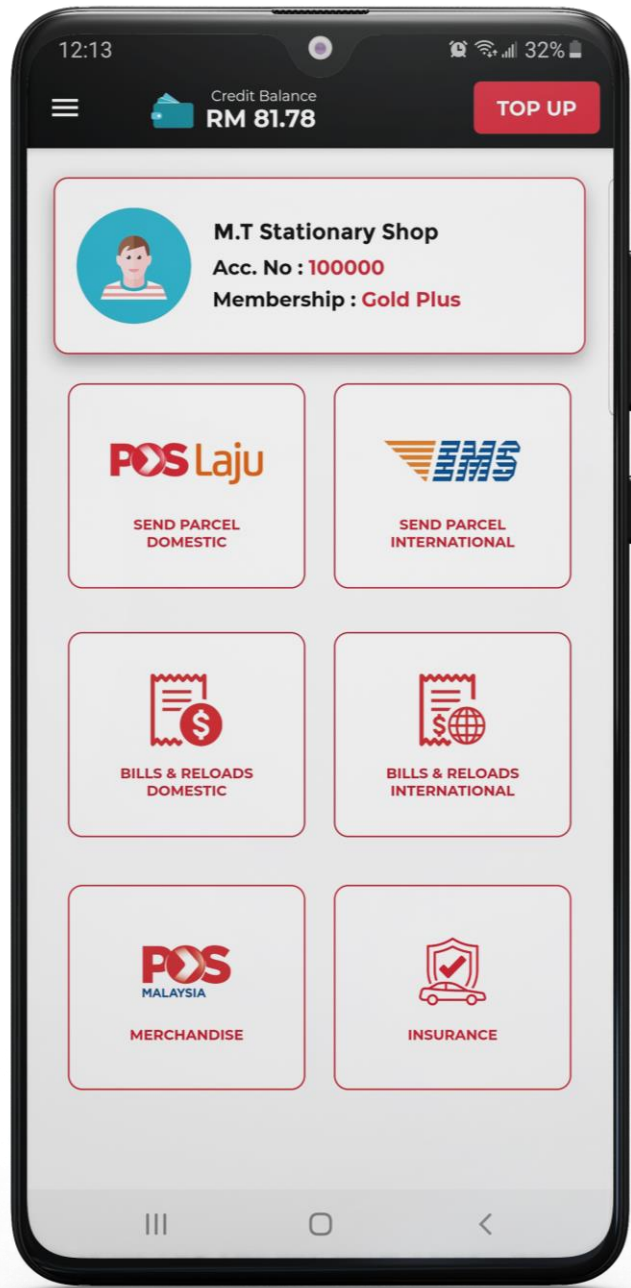 12:13
32%
Credit Balance
RM 81.78
TOP UP
M.T Stationary Shop
Acc. No : 100000
Membership : Gold Plus
POS Laju
SEND PARCEL
DOMESTIC
EMS
SEND PARCEL
INTERNATIONAL
$
BILLS & RELOADS
DOMESTIC
$
BILLS & RELOADS
INTERNATIONAL
POS
MALAYSIA
MERCHANDISE
INSURANCE